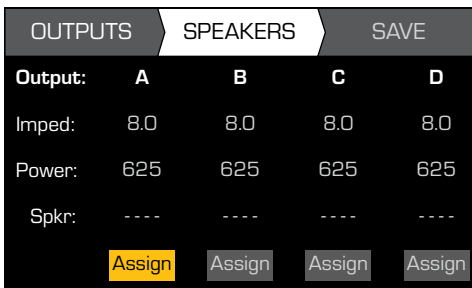 OUTPUTS SPEAKERS SAVE
Output: A B C D
Imped: 8.0 8.0 8.0 8.0
Power: 625 625 625 625
Spkr: ---- ---- ---- ----
Assign Assign Assign Assign